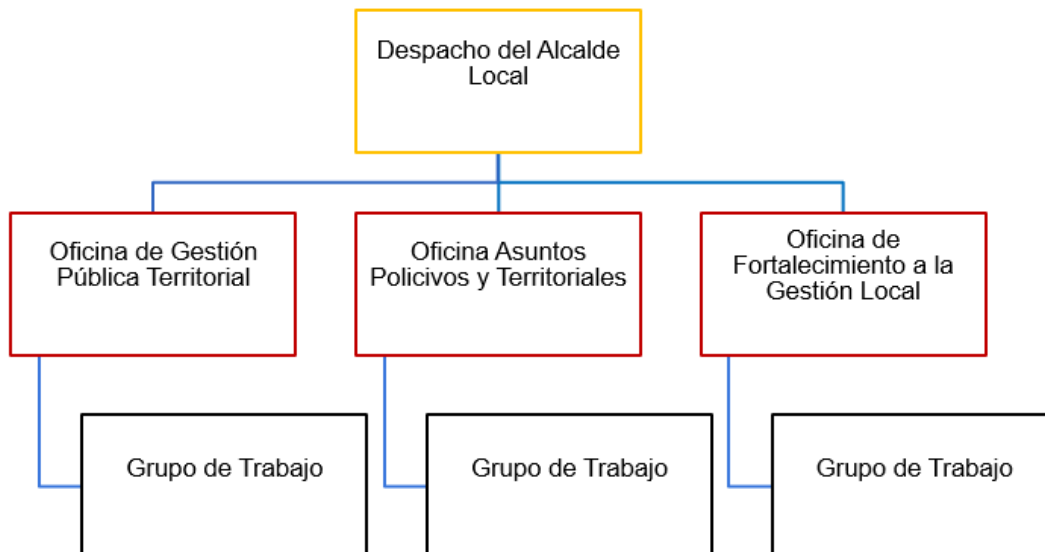 Despacho del Alcalde
Local
Oficina de Gestión
Pública Territorial
Oficina Asuntos
Policivos y Territoriales
Oficina de
Fortalecimiento a la
Gestión Local
Grupo de Trabajo
Grupo de Trabajo
Grupo de Trabajo